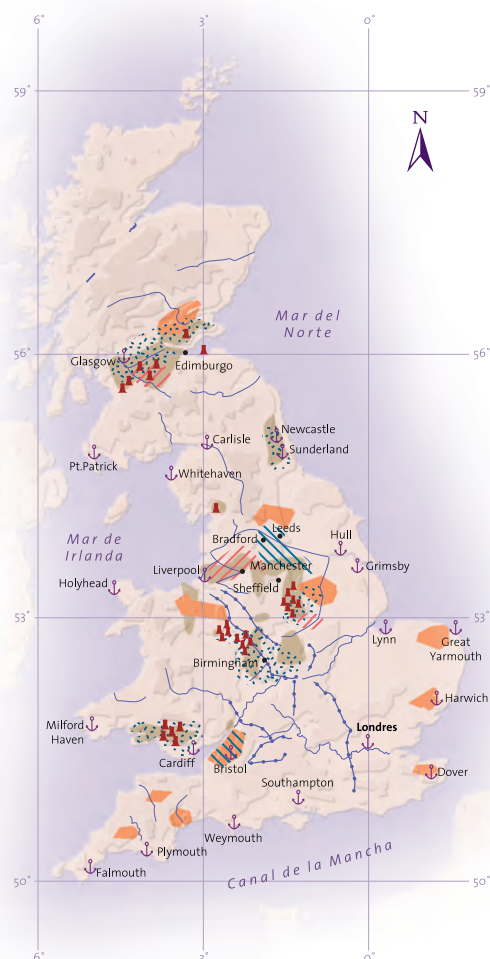 6°
3°
0°
59°
59°
N
Mar del
Norte
56°
56°
Glasgow
Edimburgo
Newcastle
Carlisle
Sunderland
Pt.Patrick
Whitehaven
Leeds
Bradford
Hull
Mar de
Irlanda
Manchester
Grimsby
Liverpool
Holyhead
Sheffield
53°
53°
Lynn
Great
Yarmouth
Birmingham
Harwich
Milford
Haven
Londres
Cardiff
Bristol
Dover
Southampton
Weymouth
Plymouth
Canal de la Mancha
Falmouth
50°
50°
6°
3°
0°